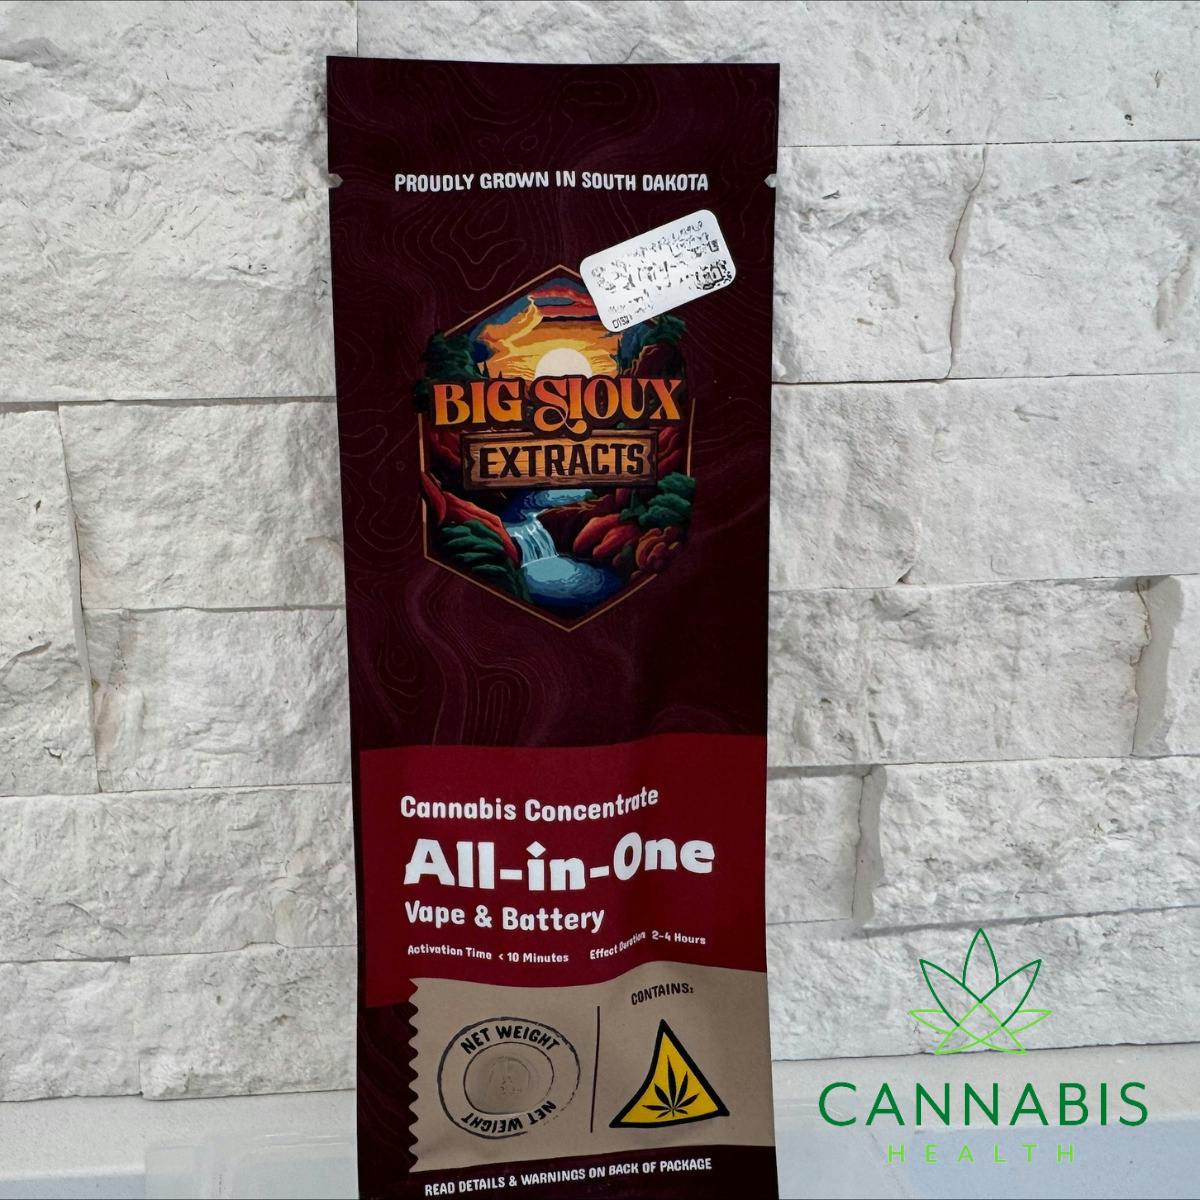 PROUDLY GROWN IN SOUTH DAKOTA
BIG SIOUX
EXTRACTS
Cannabis Concentrate
All-in-One
Vape & Battery
Activation Time < 10 Minutes Effect Duration 2-4 Hours
NET WEIGHT
NET WEIGHT
CONTAINS:
READ DETAILS & WARNINGS ON BACK OF PACKAGE
CANNABIS
HEALTH